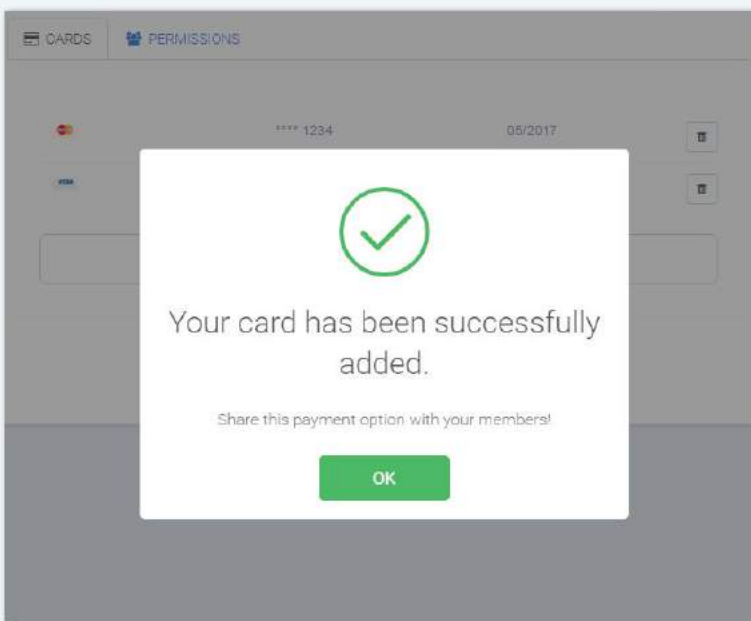 CARDS PERMISSIONS
**** 1234 05/2017
VISA
Your card has been successfully
added.
Share this payment option with your members!
OK